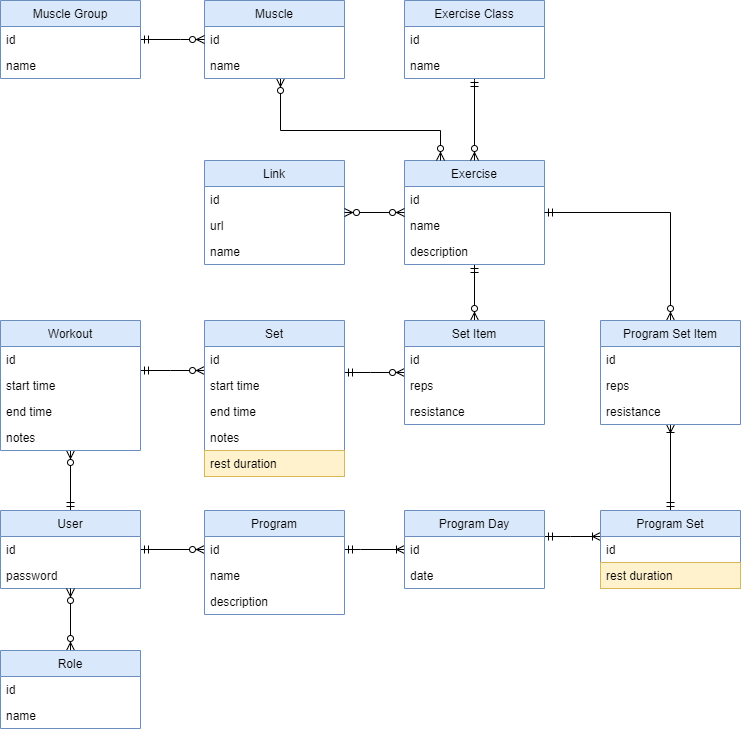 Muscle Group
id
name
Muscle
id
name
Exercise Class
id
name
Link
id
url
name
Exercise
id
name
description
Workout
id
start time
end time
notes
Set
id
start time
end time
notes
rest duration
Set Item
id
reps
resistance
Program Set Item
id
reps
resistance
User
id
password
Program
id
name
description
Program Day
id
date
Program Set
id
rest duration
Role
id
name